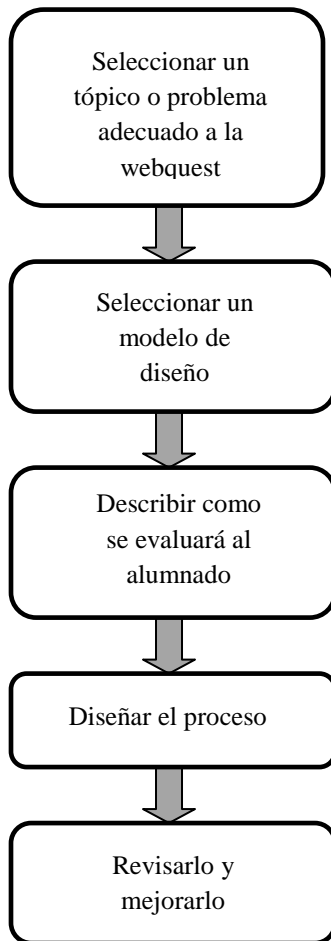 Seleccionar un
tópico o problema
adecuado a la
webquest
Seleccionar un
modelo de
diseño
Describir como
se evaluará al
alumnado
Diseñar el proceso
Revisarlo y
mejorarlo